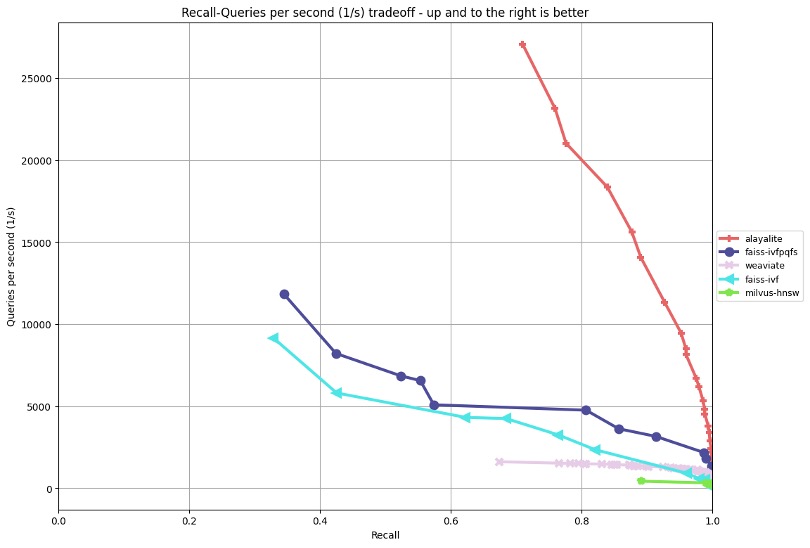 Recall-Queries per second (1/s) tradeoff - up and to the right is better
Queries per second (1/s)
25000
20000
15000
10000
5000
0
0.0
0.2
0.4
0.6
0.8
1.0
Recall
alayalite
faiss-ivfpqfs
weaviate
faiss-ivf
milvus-hnsw